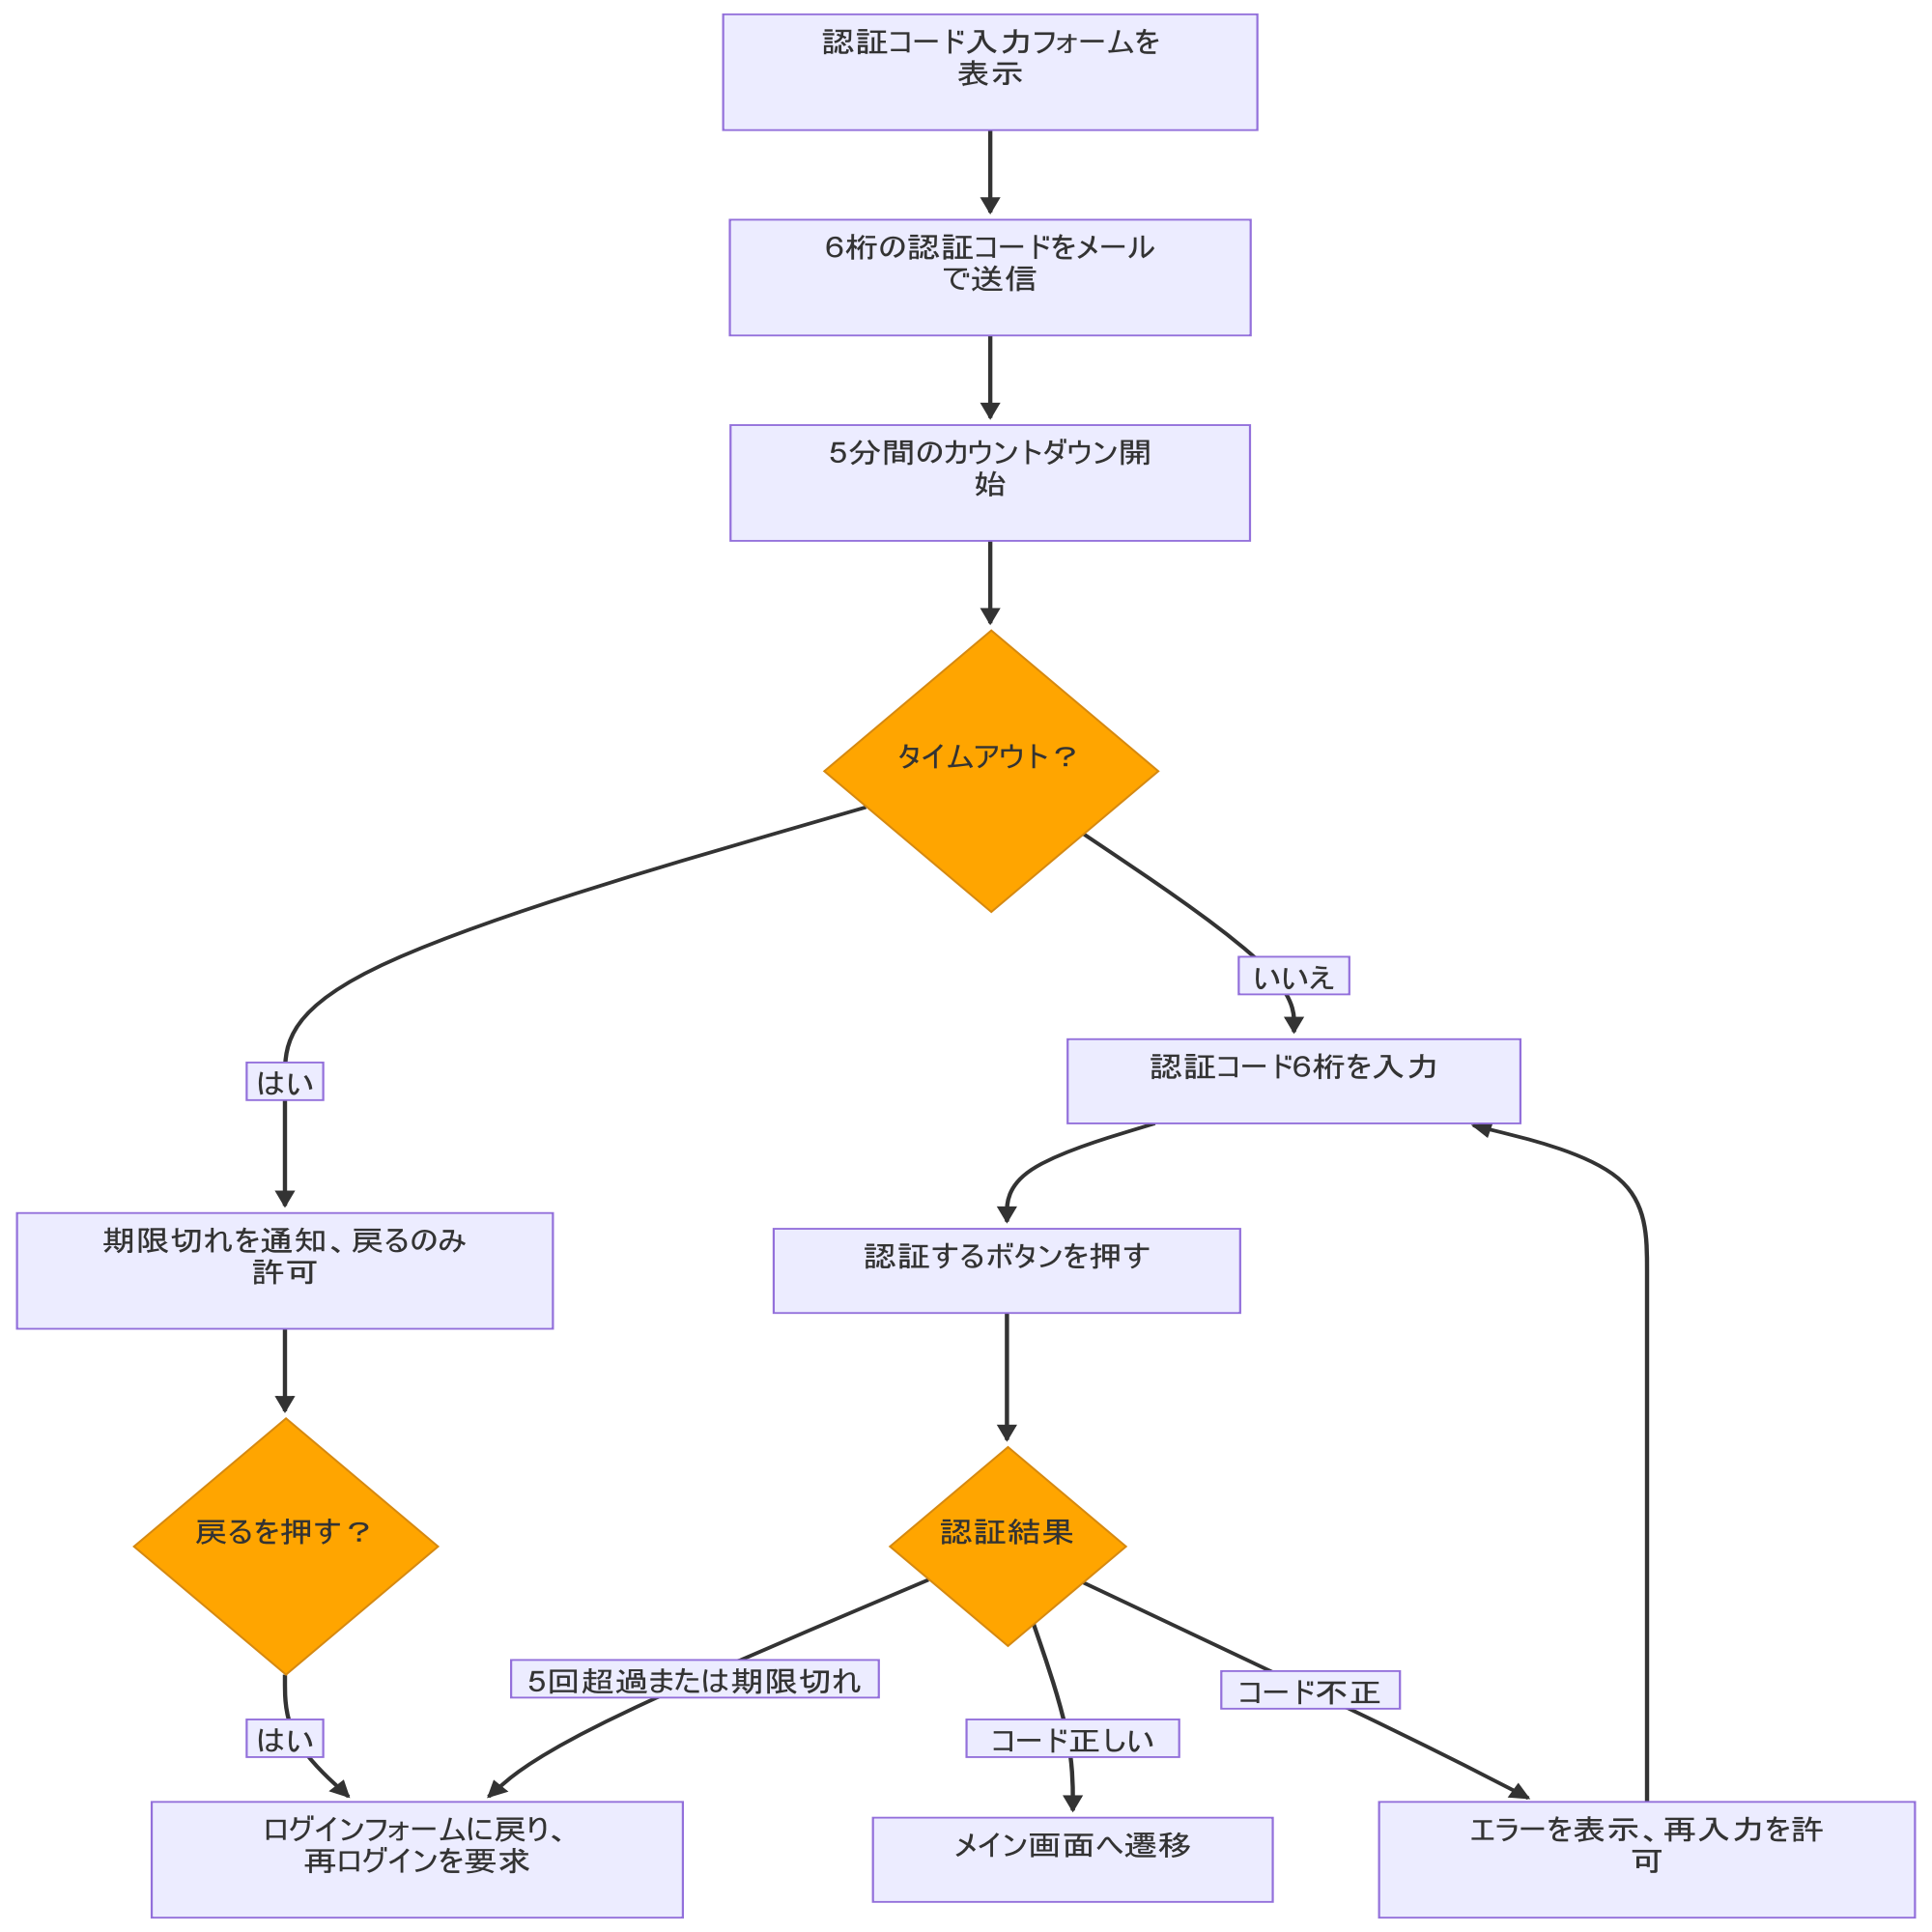 認証コード入力フォームを
表示
6桁の認証コードをメール
で送信
5分間のカウントダウン開
始
タイムアウト？
いいえ
はい
認証コード6桁を入力
期限切れを通知、戻るのみ
許可
認証するボタンを押す
戻るを押す？
認証結果
5回超過または期限切れ
コード不正
はい
コード正しい
ログインフォームに戻り、
再ログインを要求
メイン画面へ遷移
エラーを表示、再入力を許
可